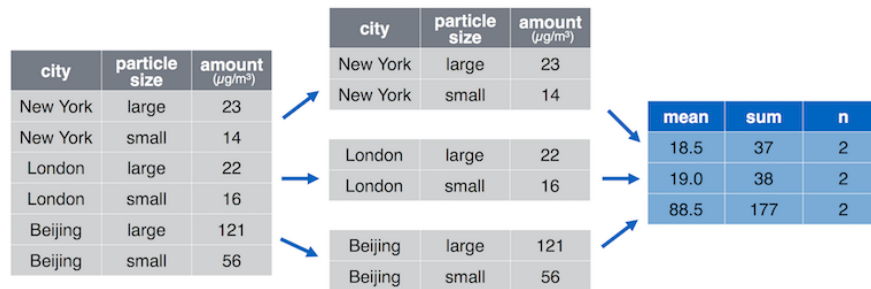 city particle size amount (µg/m³)
New York large 23
New York small 14
London large 22
London small 16
Beijing large 121
Beijing small 56
city particle size amount (µg/m³)
New York large 23
New York small 14
London large 22
London small 16
Beijing large 121
Beijing small 56
mean sum n
18.5 37 2
19.0 38 2
88.5 177 2